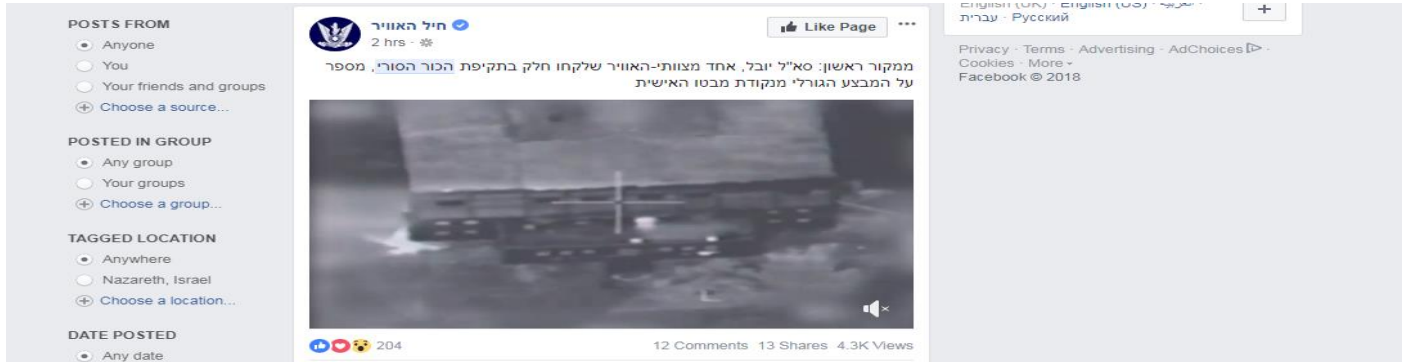 POSTS FROM
Anyone
You
Your friends and groups
Choose a source...
POSTED IN GROUP
Any group
Your groups
Choose a group...
TAGGED LOCATION
Anywhere
Nazareth, Israel
Choose a location...
DATE POSTED
Any date
חיל האוויר
2 hrs ·
Like Page
ממקור ראשון: סא"ל יובל, אחד מצוותי-האוויר שלקחו חלק בתקיפת הכור הסורי, מספר
על המבצע הגורלי מנקודת מבטו האישית
204
12 Comments 13 Shares 4.3K Views
English (UK) · English (US) · العربية ·
עברית · Русский
Privacy · Terms · Advertising · AdChoices ·
Cookies · More
Facebook © 2018